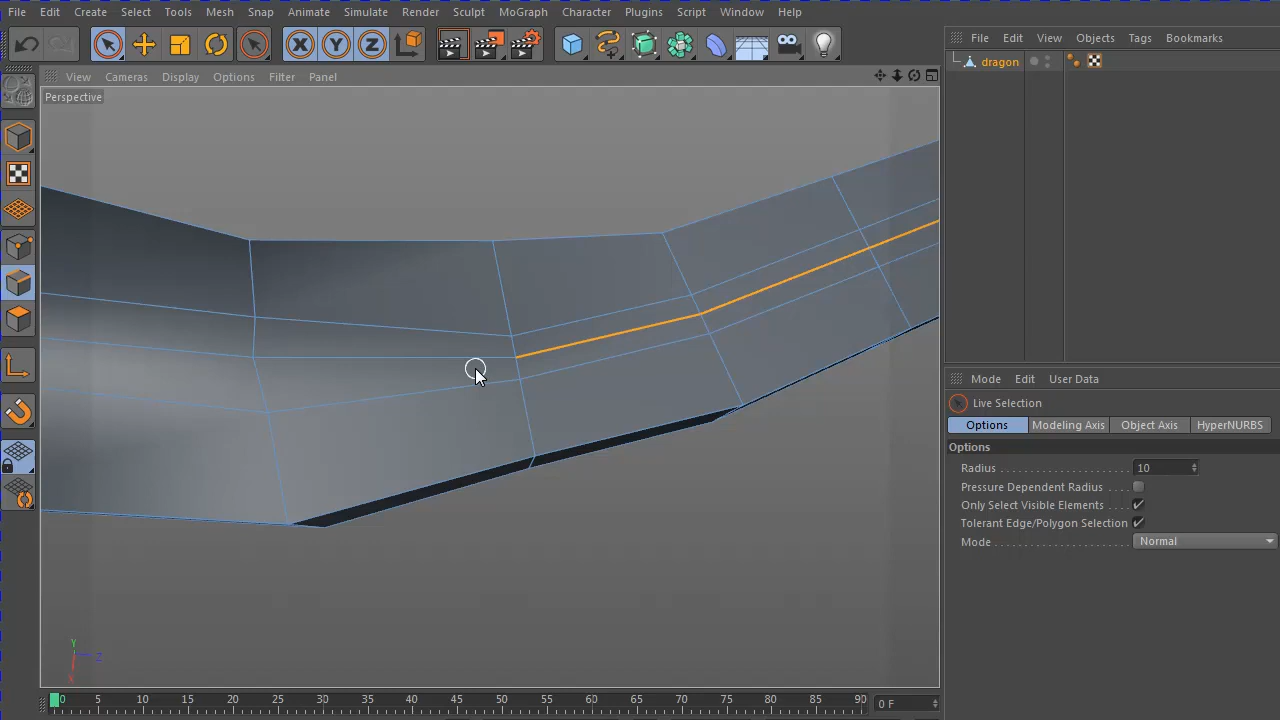 File Edit Create Select Tools Mesh Snap Animate Simulate Render Sculpt MoGraph Character Plugins Script Window Help
File Edit View Objects Tags Bookmarks
dragon
View Cameras Display Options Filter Panel
Perspective
Mode Edit User Data
Live Selection
Options Modeling Axis Object Axis HyperNURBS
Options
Radius 10
Pressure Dependent Radius
Only Select Visible Elements
Tolerant Edge/Polygon Selection
Mode Normal
Y
Z
X
0 5 10 15 20 25 30 35 40 45 50 55 60 65 70 75 80 85 90 0 F